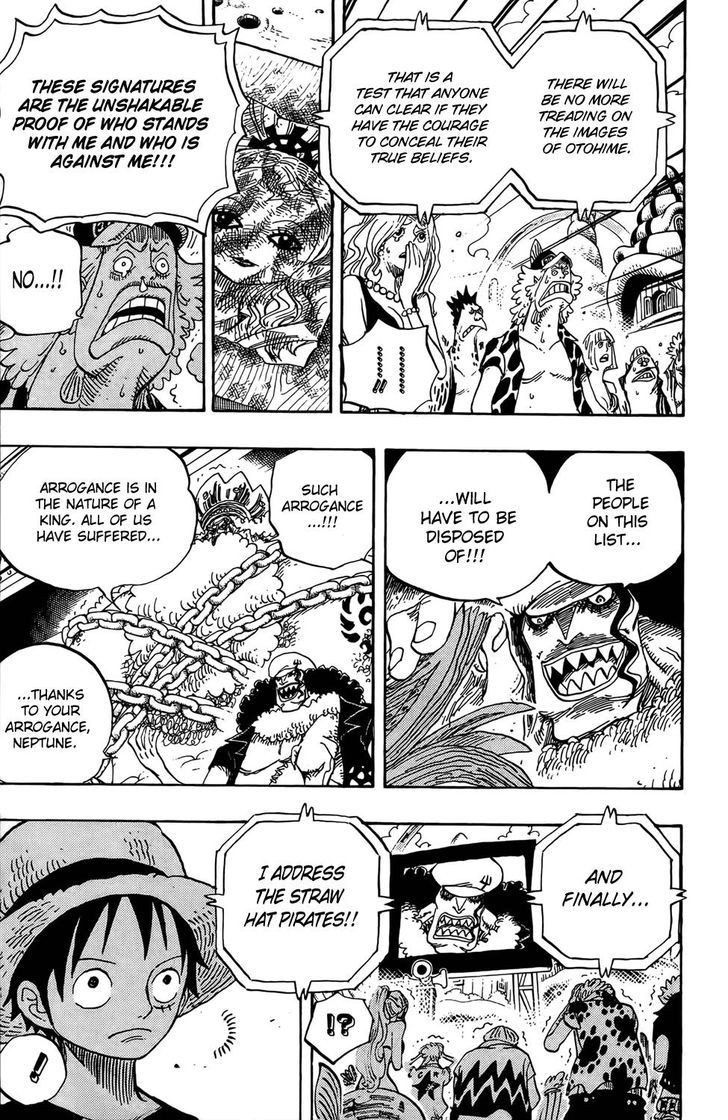 THERE WILL
BE NO MORE
TREADING ON
THE IMAGES
OF OTOHIME.
THAT IS A
TEST THAT ANYONE
CAN CLEAR IF THEY
HAVE THE COURAGE
TO CONCEAL THEIR
TRUE BELIEFS.
.........!!
THESE SIGNATURES
ARE THE UNSHAKABLE
PROOF OF WHO STANDS
WITH ME AND WHO IS
AGAINST ME!!!
NO...!!
THE
PEOPLE
ON THIS
LIST...
...WILL
HAVE TO BE
DISPOSED
OF!!!
SUCH
ARROGANCE
...!!!
ARROGANCE IS IN
THE NATURE OF A
KING. ALL OF US
HAVE SUFFERED...
...THANKS
TO YOUR
ARROGANCE,
NEPTUNE.
AND
FINALLY...
!?
I ADDRESS
THE STRAW
HAT PIRATES!!
!